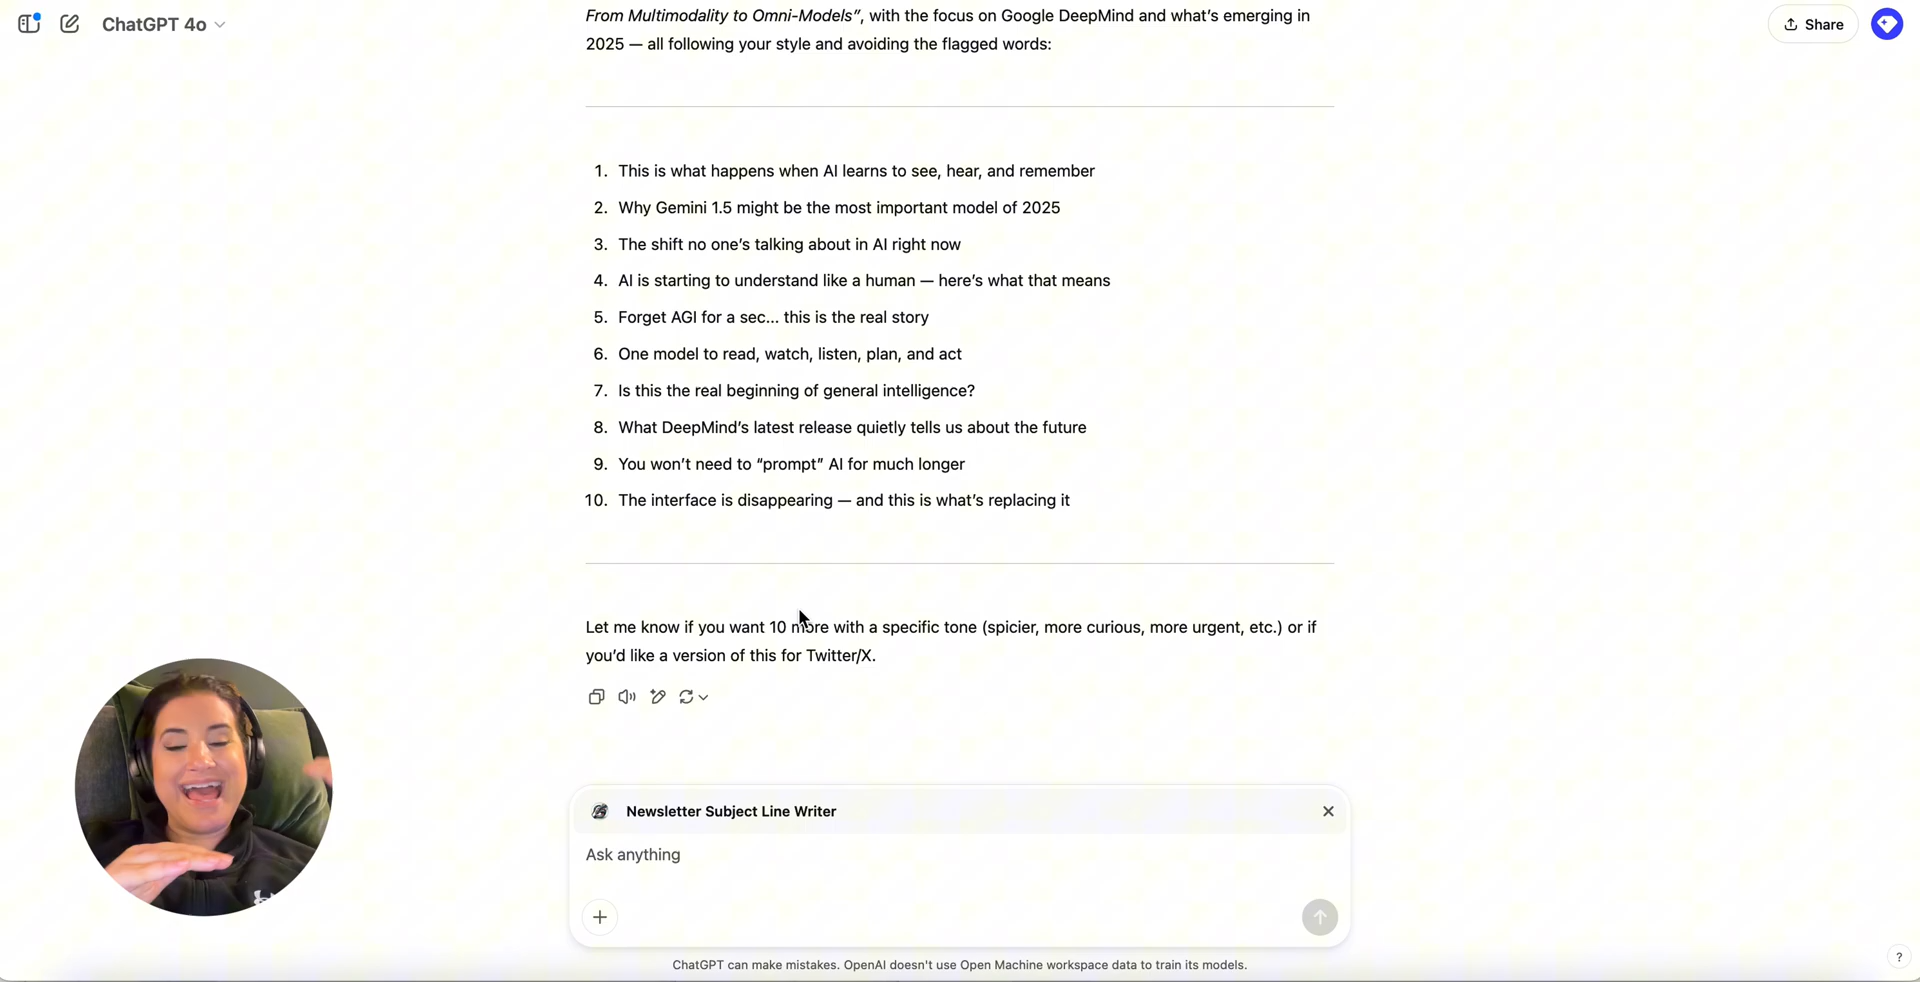 ChatGPT 4o
Share
From Multimodality to Omni-Models”, with the focus on Google DeepMind and what’s emerging in
2025 — all following your style and avoiding the flagged words:
1. This is what happens when AI learns to see, hear, and remember
2. Why Gemini 1.5 might be the most important model of 2025
3. The shift no one’s talking about in AI right now
4. AI is starting to understand like a human — here’s what that means
5. Forget AGI for a sec… this is the real story
6. One model to read, watch, listen, plan, and act
7. Is this the real beginning of general intelligence?
8. What DeepMind’s latest release quietly tells us about the future
9. You won’t need to “prompt” AI for much longer
10. The interface is disappearing — and this is what’s replacing it
Let me know if you want 10 more with a specific tone (spicier, more curious, more urgent, etc.) or if
you’d like a version of this for Twitter/X.
Newsletter Subject Line Writer
Ask anything
ChatGPT can make mistakes. OpenAI doesn't use Open Machine workspace data to train its models.
?